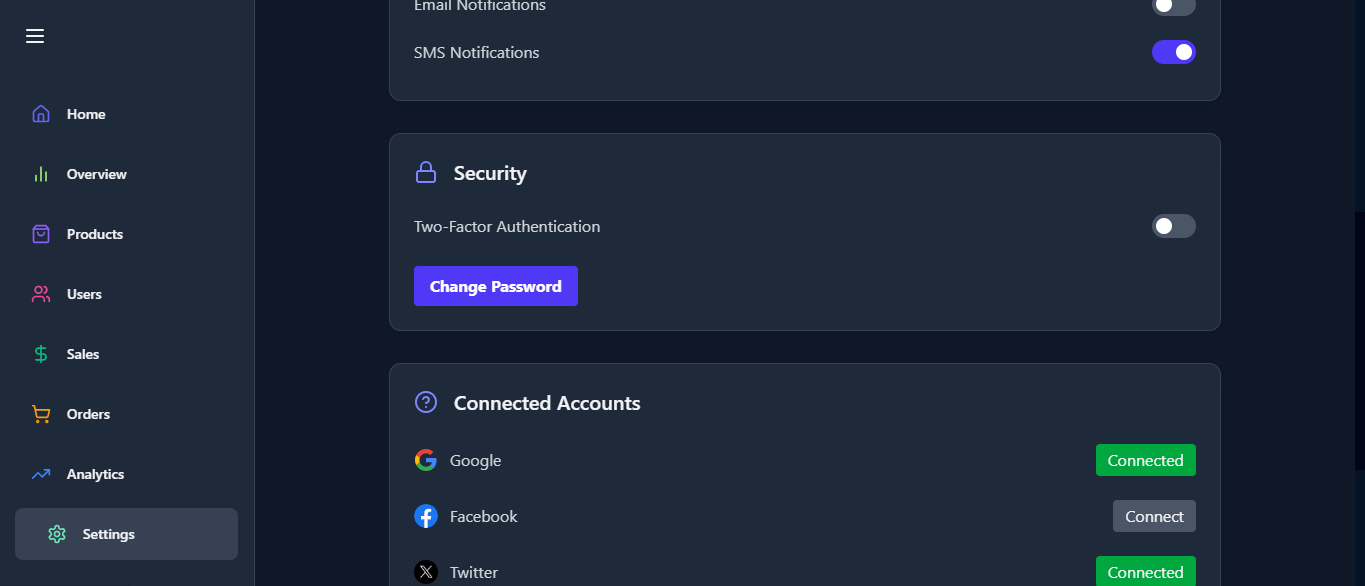 Home
Overview
Products
Users
Sales
Orders
Analytics
Settings
Email Notifications
SMS Notifications
Security
Two-Factor Authentication
Change Password
Connected Accounts
Google
Connected
Facebook
Connect
Twitter
Connected